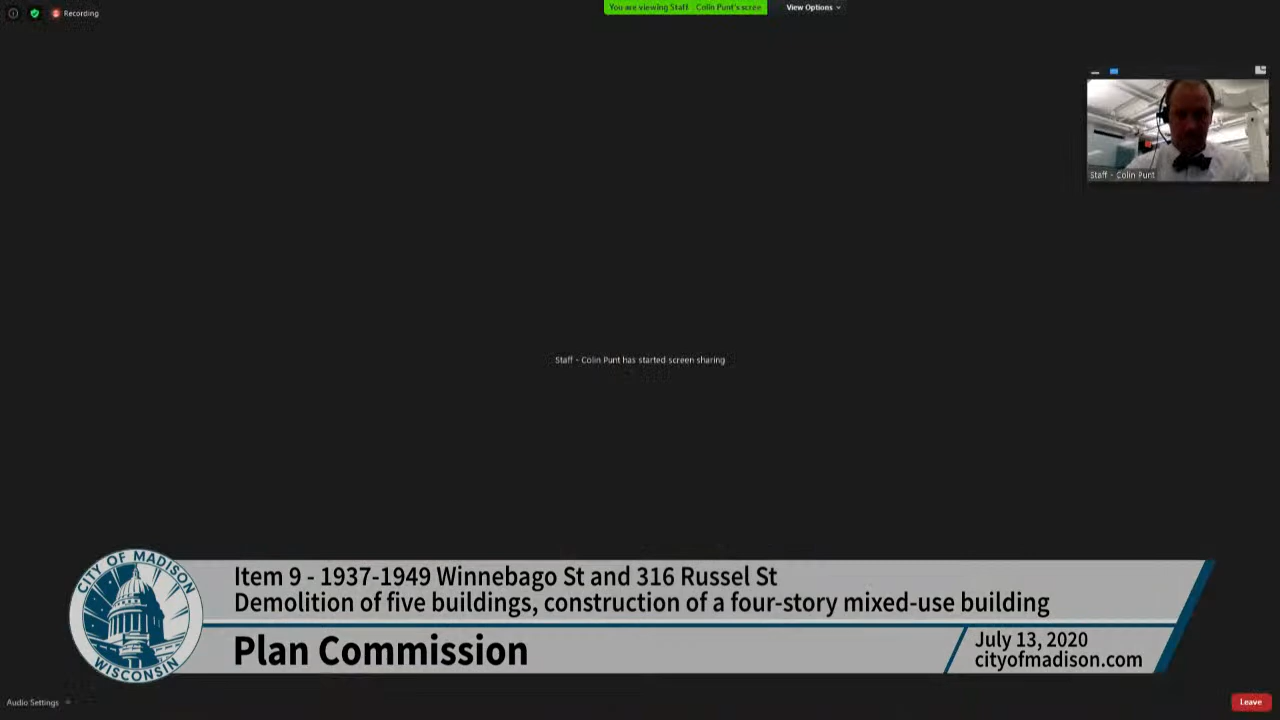 Recording
You are viewing Staff - Colin Punt's scree
View Options
Staff - Colin Punt
Staff - Colin Punt has started screen sharing
Item 9 - 1937-1949 Winnebago St and 316 Russel St
Demolition of five buildings, construction of a four-story mixed-use building
Plan Commission
July 13, 2020
cityofmadison.com
CITY OF MADISON
WISCONSIN
Audio Settings
Leave